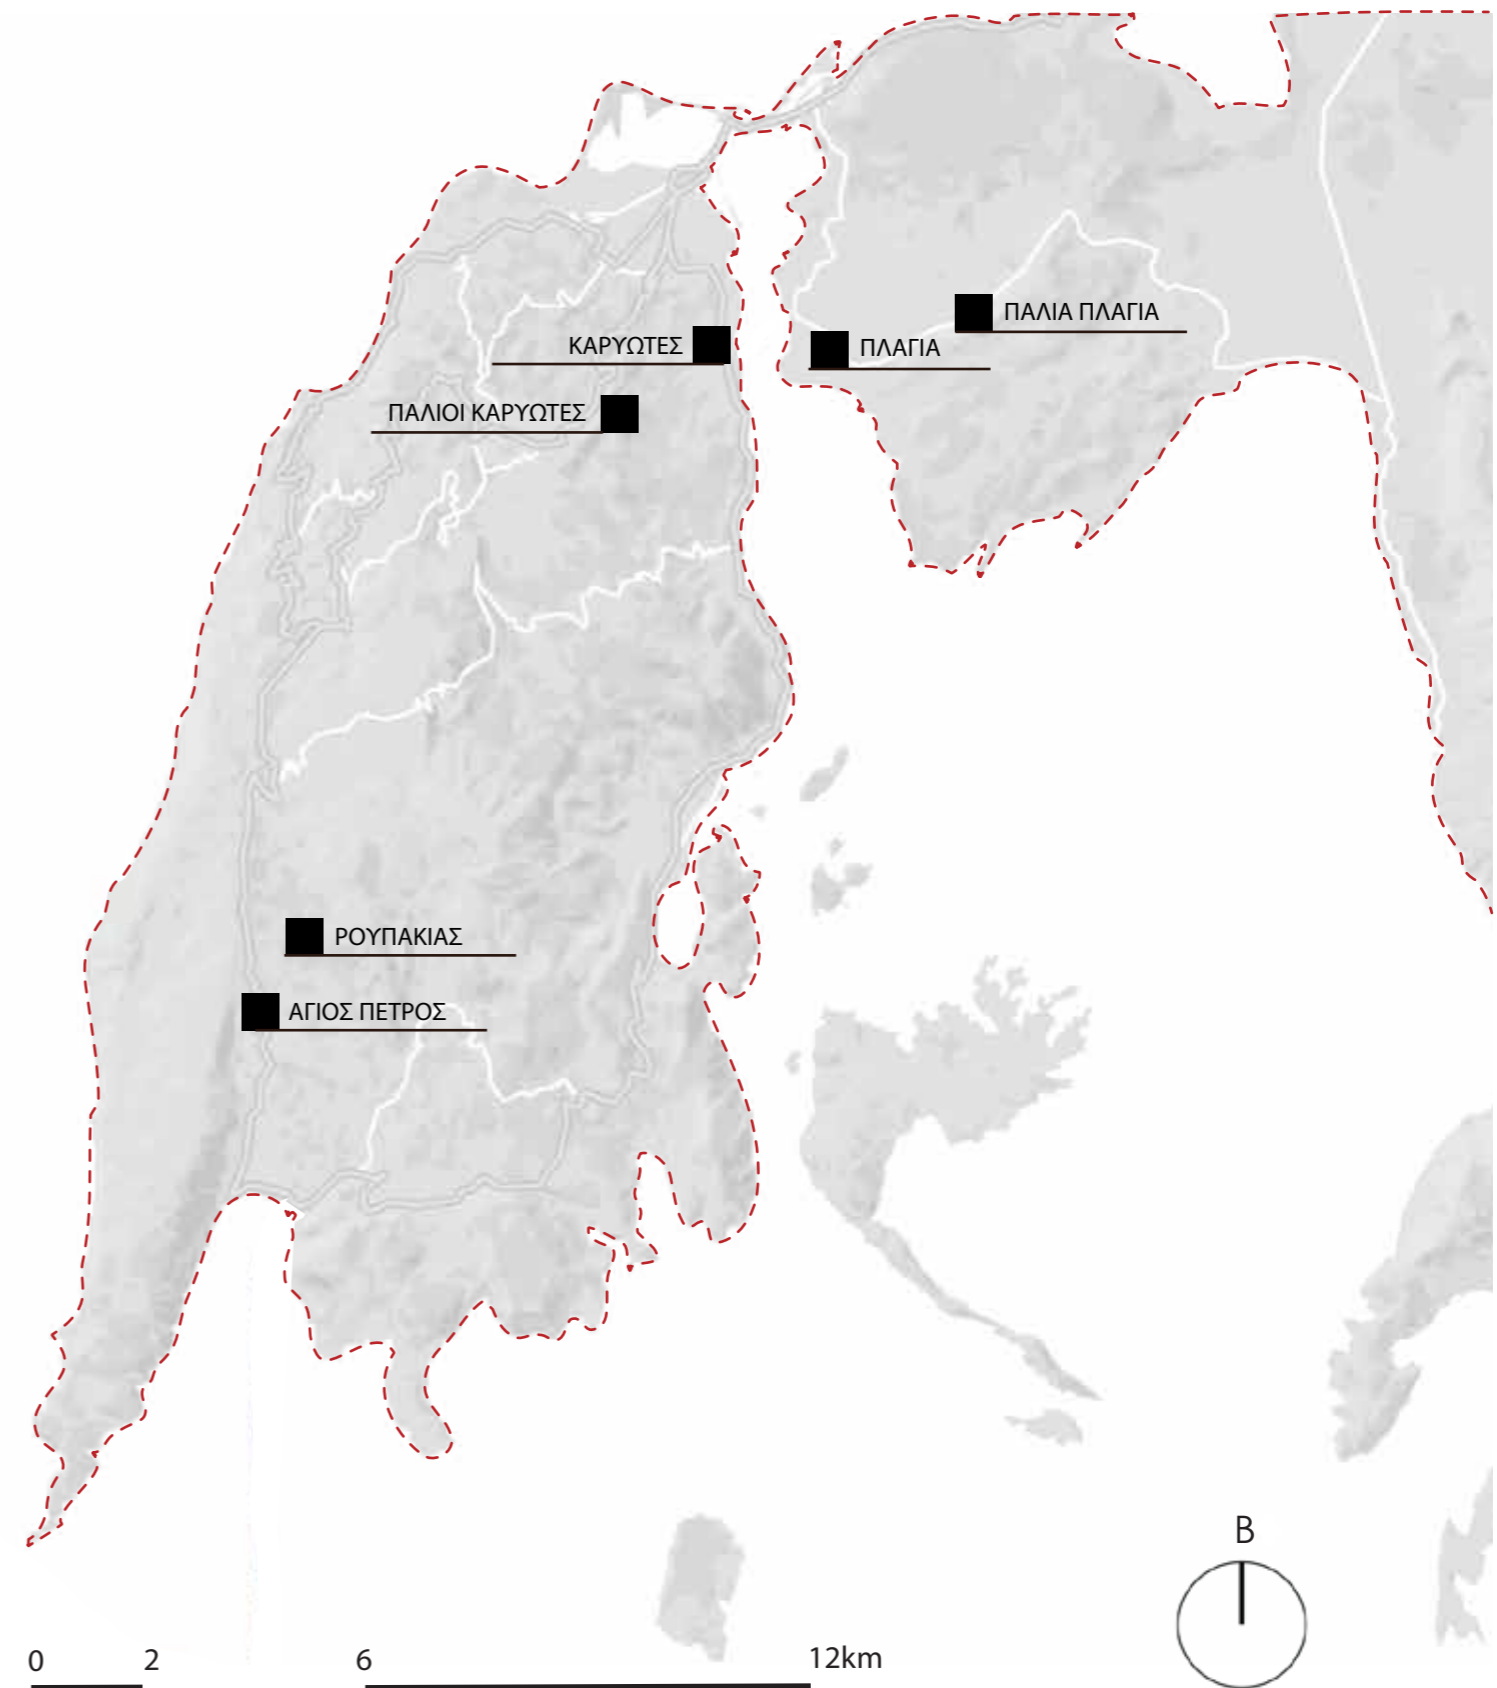 ΠΑΛΙΑ ΠΛΑΓΙΑ
ΚΑΡΥΩΤΕΣ
ΠΛΑΓΙΑ
ΠΑΛΙΟΙ ΚΑΡΥΩΤΕΣ
ΡΟΥΠΑΚΙΑΣ
ΑΓΙΟΣ ΠΕΤΡΟΣ
Β
0 2 6 12km